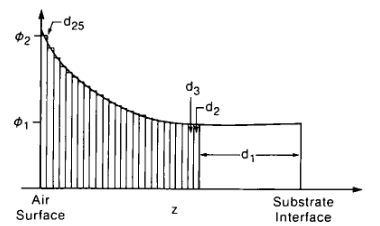 d25
ϕ2
d3
d2
ϕ1
d1
Air Surface
z
Substrate Interface